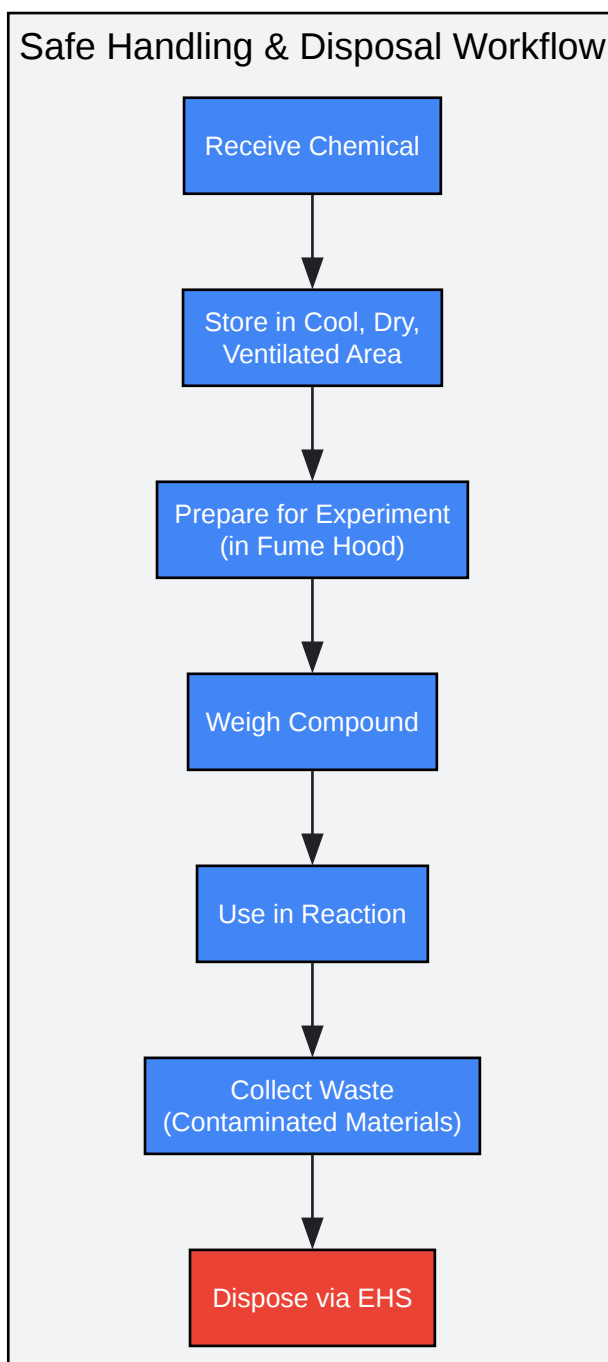 Safe Handling & Disposal Workflow
Receive Chemical
Store in Cool, Dry,
Ventilated Area
Prepare for Experiment
(in Fume Hood)
Weigh Compound
Use in Reaction
Collect Waste
(Contaminated Materials)
Dispose via EHS